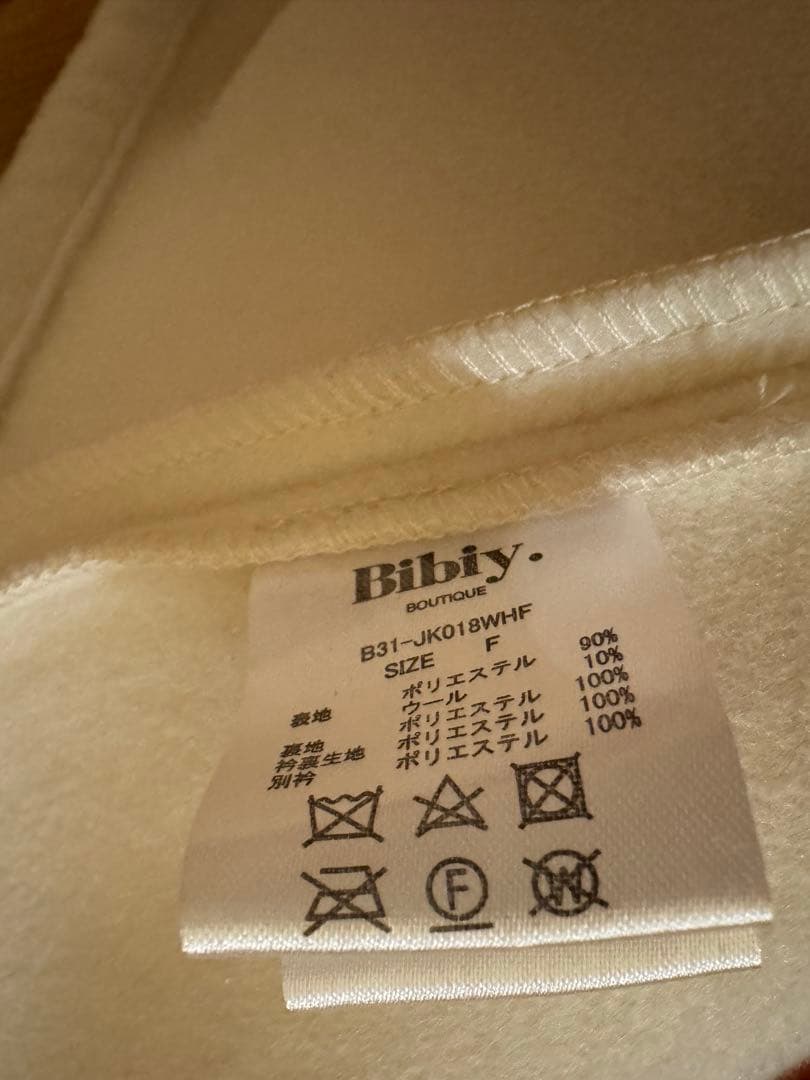 Bibiy.
BOUTIQUE
B31-JK018WHF
SIZE F
表地 ポリエステル 90%
ウール 10%
裏地 ポリエステル 100%
衿裏生地 ポリエステル 100%
別衿 ポリエステル 100%
F W